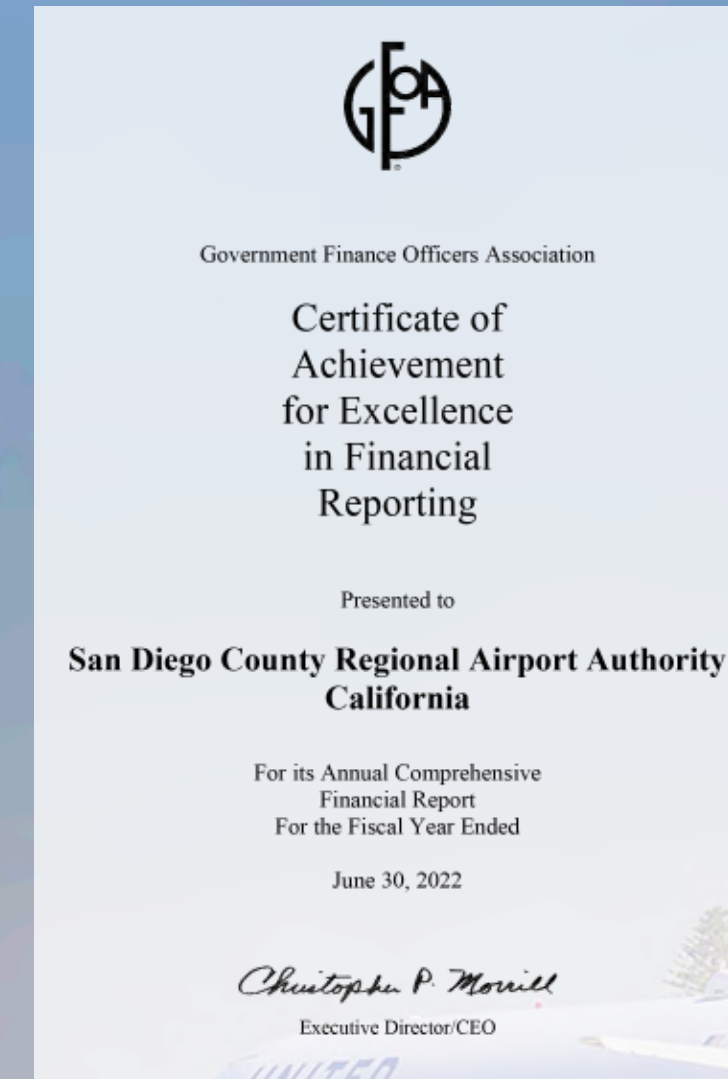 GFOA
Government Finance Officers Association
Certificate of
Achievement
for Excellence
in Financial
Reporting
Presented to
San Diego County Regional Airport Authority
California
For its Annual Comprehensive
Financial Report
For the Fiscal Year Ended
June 30, 2022
Christopher P. Morrill
Executive Director/CEO
UNITED